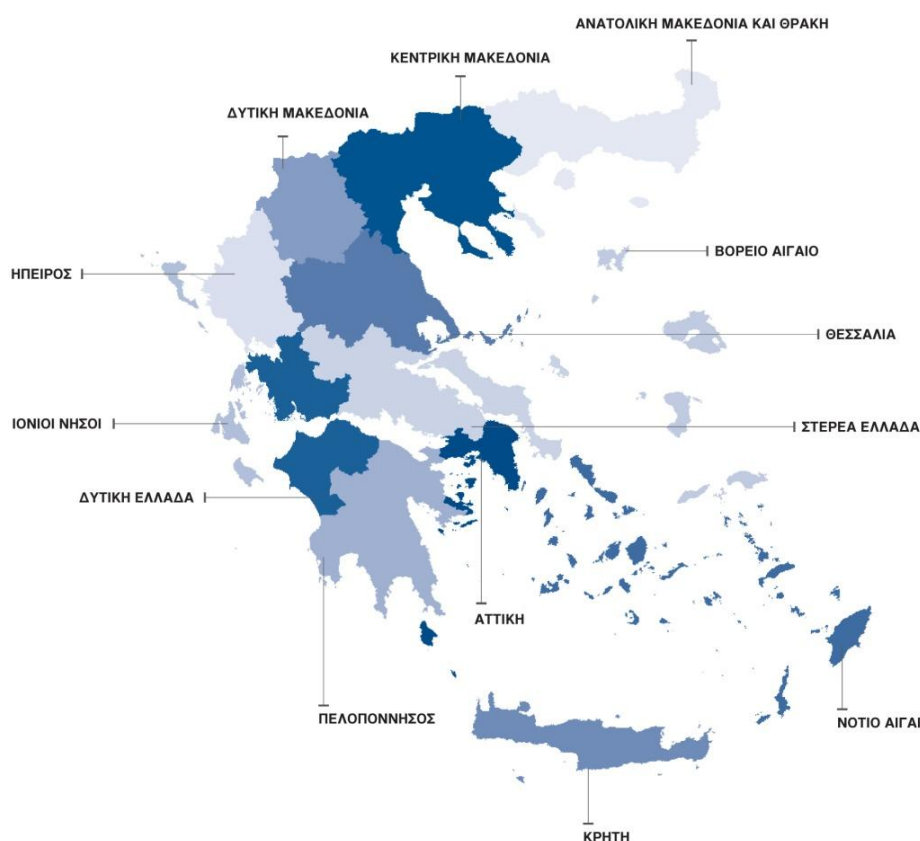 ΑΝΑΤΟΛΙΚΗ ΜΑΚΕΔΟΝΙΑ ΚΑΙ ΘΡΑΚΗ
ΚΕΝΤΡΙΚΗ ΜΑΚΕΔΟΝΙΑ
ΔΥΤΙΚΗ ΜΑΚΕΔΟΝΙΑ
ΒΟΡΕΙΟ ΑΙΓΑΙΟ
ΗΠΕΙΡΟΣ
ΘΕΣΣΑΛΙΑ
ΙΟΝΙΟΙ ΝΗΣΟΙ
ΣΤΕΡΕΑ ΕΛΛΑΔΑ
ΔΥΤΙΚΗ ΕΛΛΑΔΑ
ΑΤΤΙΚΗ
ΠΕΛΟΠΟΝΝΗΣΟΣ
ΝΟΤΙΟ ΑΙΓΑΙ
ΚΡΗΤΗ